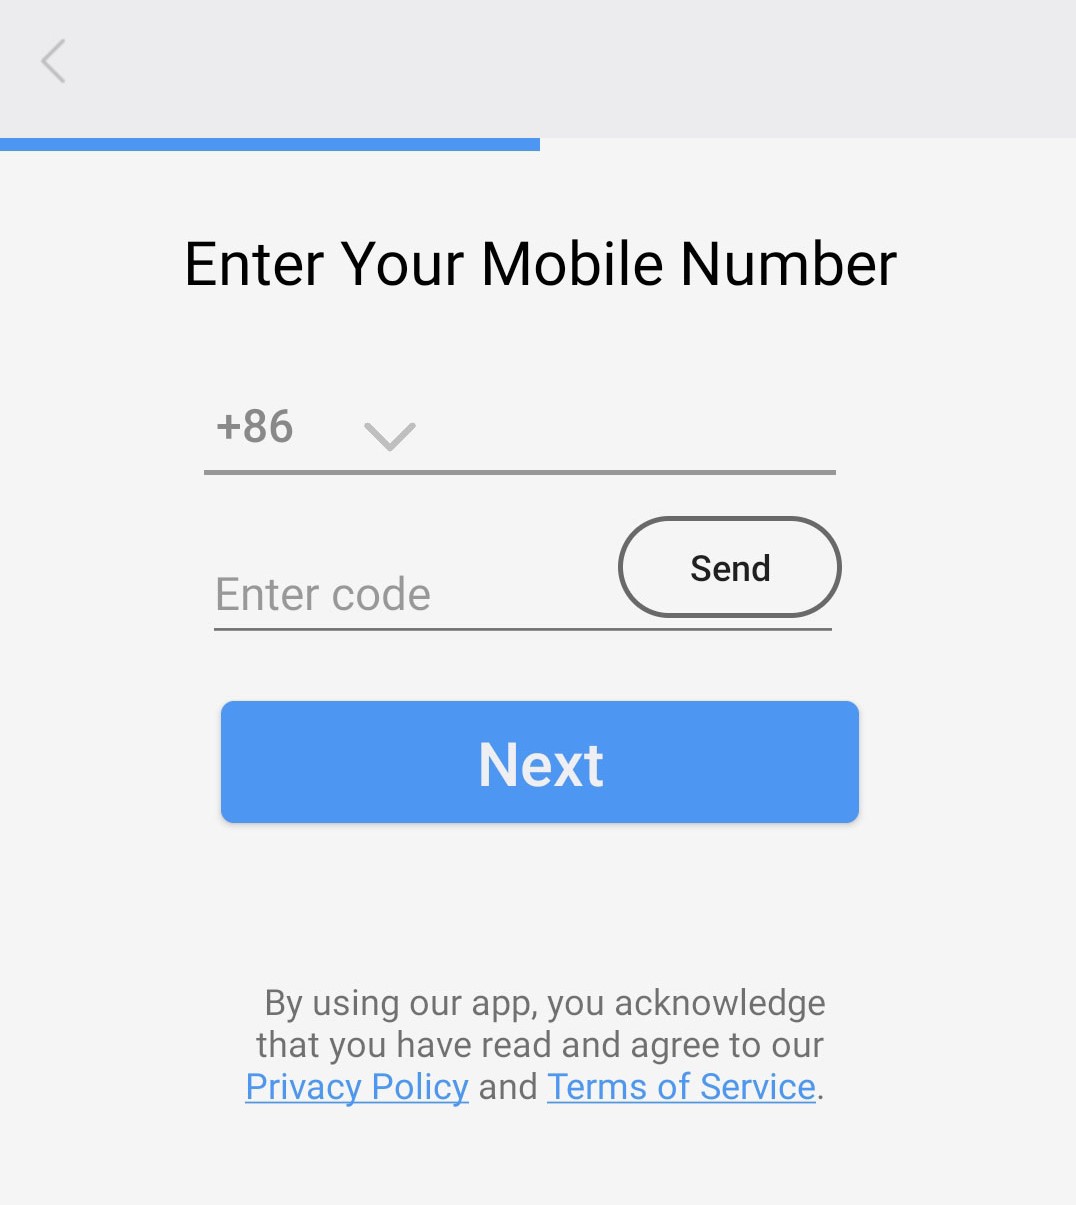 Enter Your Mobile Number
+86
Enter code
Send
Next
By using our app, you acknowledge
that you have read and agree to our
Privacy Policy and Terms of Service.